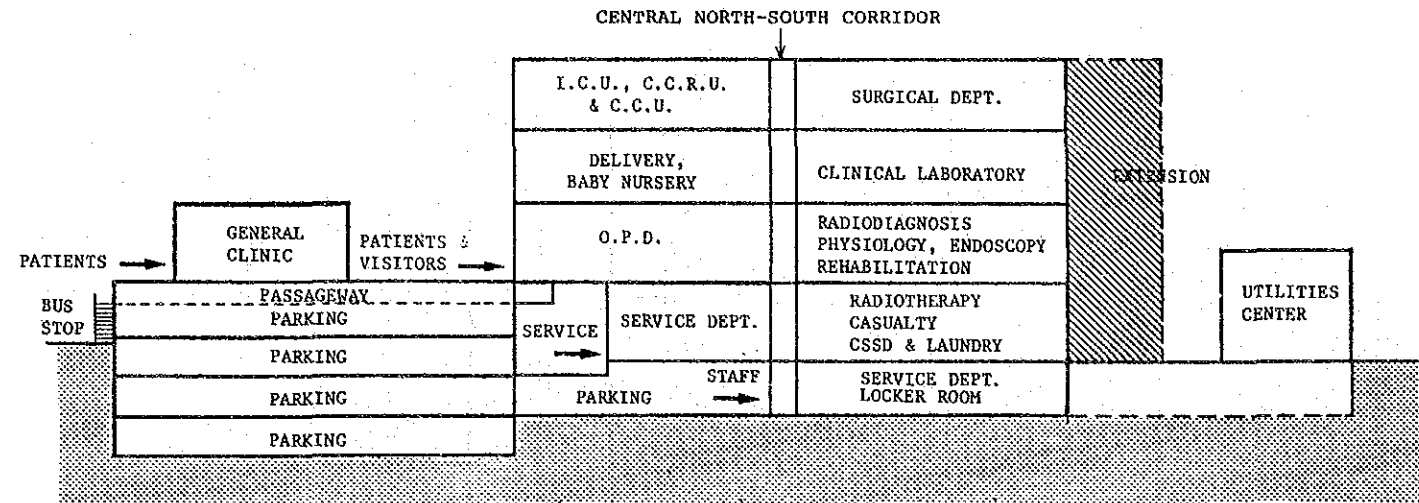 CENTRAL NORTH-SOUTH CORRIDOR
I.C.U., C.C.R.U.
& C.C.U.
SURGICAL DEPT.
DELIVERY,
BABY NURSERY
CLINICAL LABORATORY
EXTENSION
GENERAL
CLINIC
PATIENTS &
VISITORS
O.P.D.
RADIODIAGNOSIS
PHYSIOLOGY, ENDOSCOPY
REHABILITATION
PATIENTS
BUS
STOP
PASSAGEWAY
PARKING
SERVICE
SERVICE DEPT.
RADIOTHERAPY
CASUALTY
CSSD & LAUNDRY
UTILITIES
CENTER
PARKING
PARKING
PARKING
STAFF
SERVICE DEPT.
LOCKER ROOM
PARKING